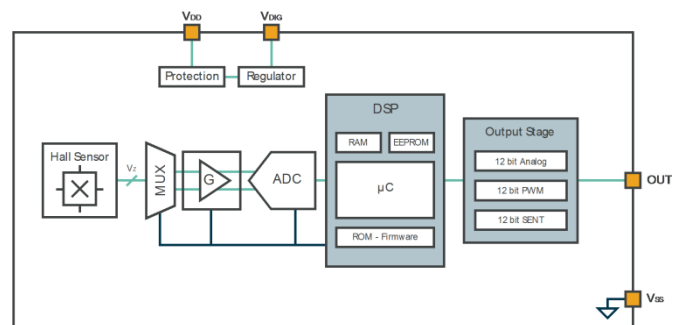 VDD
VDIG
Protection
Regulator
DSP
RAM
EEPROM
Hall Sensor
VZ
MUX
G
ADC
µC
ROM - Firmware
Output Stage
12 bit Analog
12 bit PWM
12 bit SENT
OUT
VSS